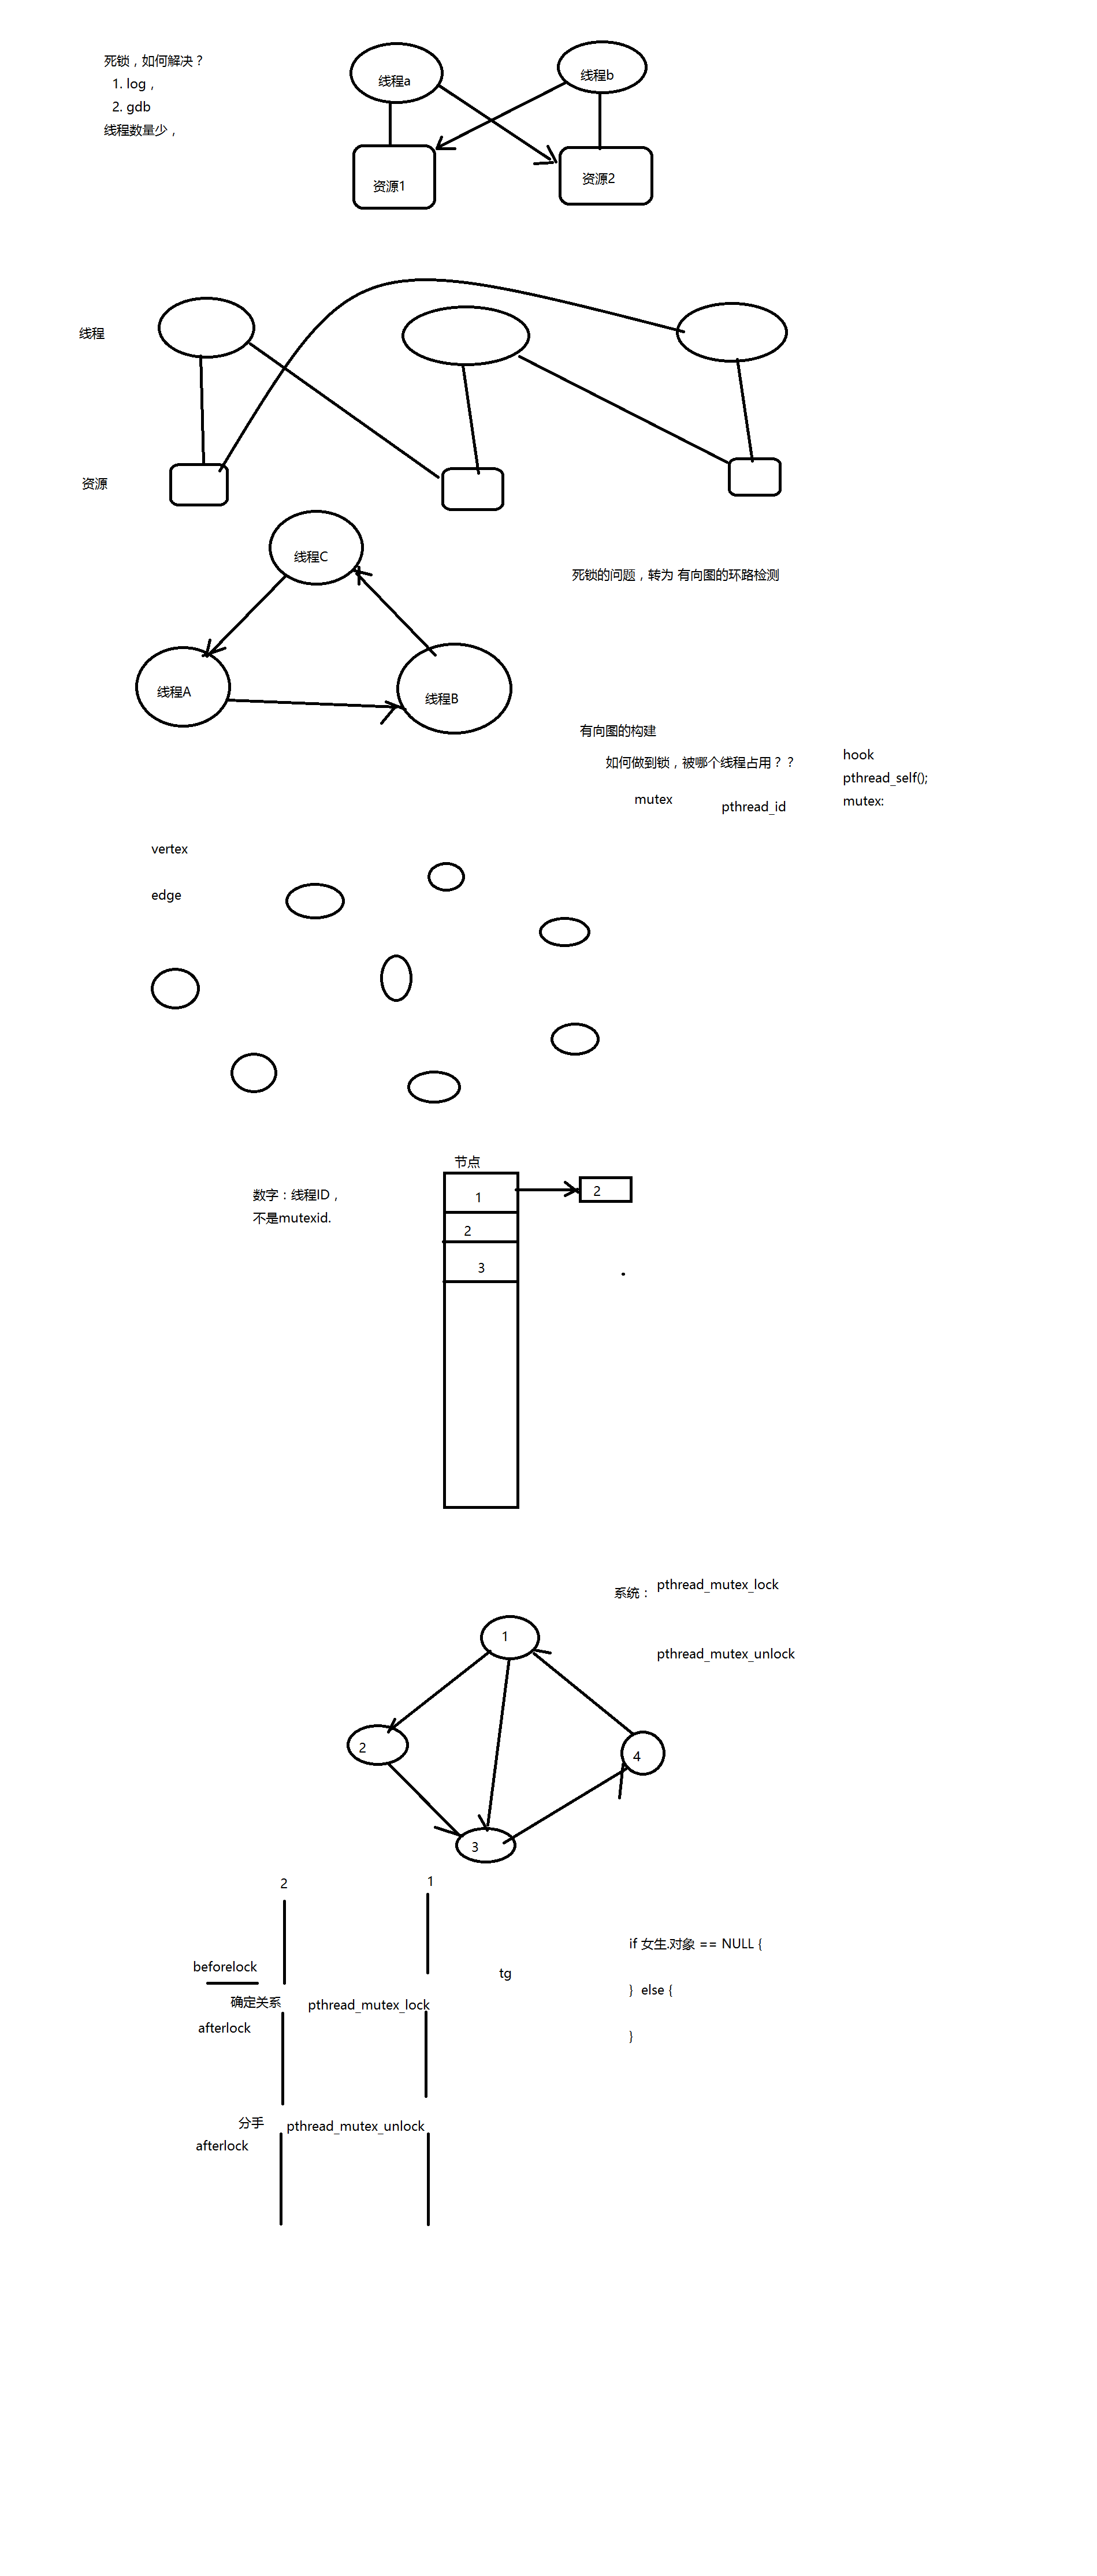 死锁，如何解决？
1. log，
2. gdb
线程数量少，
线程a
线程b
资源1
资源2
线程
资源
线程C
死锁的问题，转为 有向图的环路检测
线程A
线程B
有向图的构建
如何做到锁，被哪个线程占用？？
hook
pthread_self();
mutex:
mutex
pthread_id
vertex
edge
节点
数字：线程ID，
不是mutexid.
1
2
2
3
系统：
pthread_mutex_lock
pthread_mutex_unlock
1
2
4
3
2
1
if 女生.对象 == NULL {
} else {
}
beforelock
tg
确定关系
pthread_mutex_lock
afterlock
分手
pthread_mutex_unlock
afterlock